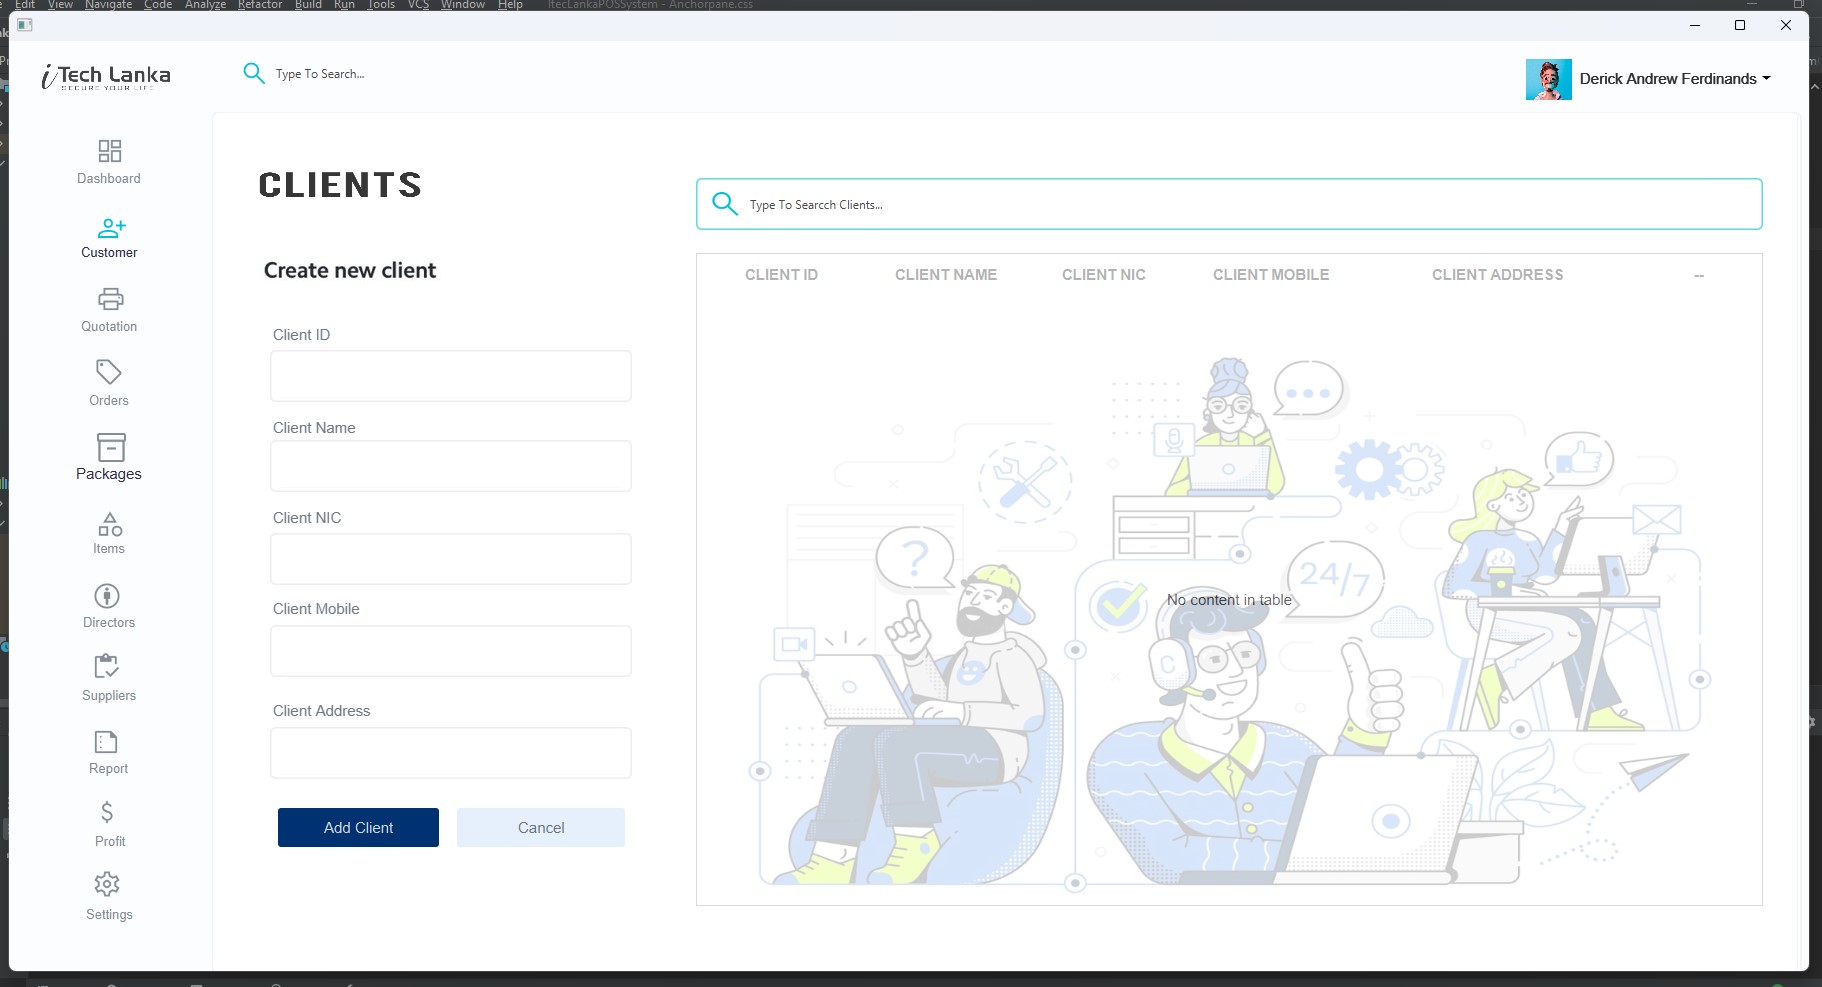 Edit View Navigate Code Analyze Refactor Build Run Tools VCS Window Help ItecLankaPOSSystem - Anchorpane.css
i Tech Lanka
SECURE YOUR LIFE
Type To Search...
Derick Andrew Ferdinands
Dashboard
Customer
Quotation
Orders
Packages
Items
Directors
Suppliers
Report
Profit
Settings
CLIENTS
Create new client
Client ID
Client Name
Client NIC
Client Mobile
Client Address
Add Client Cancel
Type To Searcch Clients...
CLIENT ID CLIENT NAME CLIENT NIC CLIENT MOBILE CLIENT ADDRESS --
?
24/7
No content in table
C